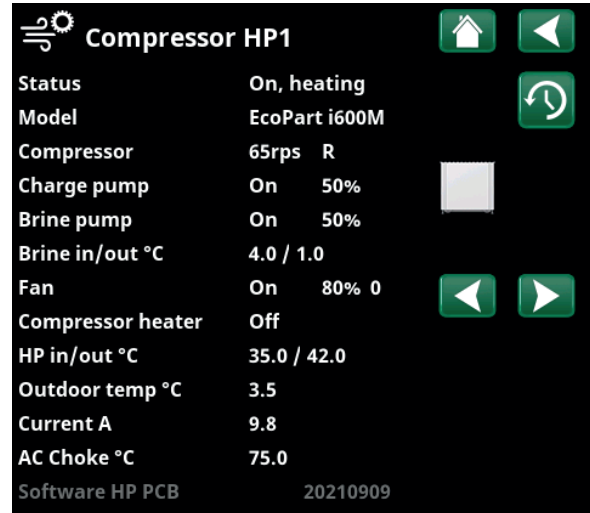 Compressor HP1
Status On, heating
Model EcoPart i600M
Compressor 65rps R
Charge pump On 50%
Brine pump On 50%
Brine in/out °C 4.0 / 1.0
Fan On 80% 0
Compressor heater Off
HP in/out °C 35.0 / 42.0
Outdoor temp °C 3.5
Current A 9.8
AC Choke °C 75.0
Software HP PCB 20210909